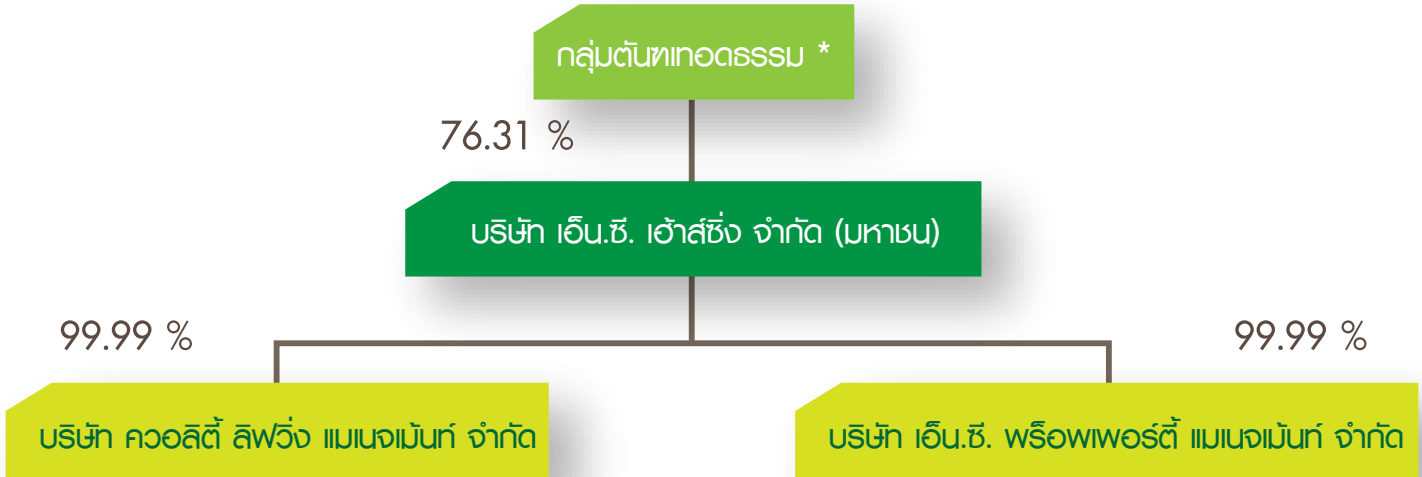 กลุ่มตันฑเทอดธรรม *
76.31 %
บริษัท เอ็น.ซี. เฮ้าส์ซิ่ง จำกัด (มหาชน)
99.99 %
99.99 %
บริษัท ควอลิตี้ ลิฟวิ่ง แมเนจเม้นท์ จำกัด
บริษัท เอ็น.ซี. พร็อพเพอร์ตี้ แมเนจเม้นท์ จำกัด